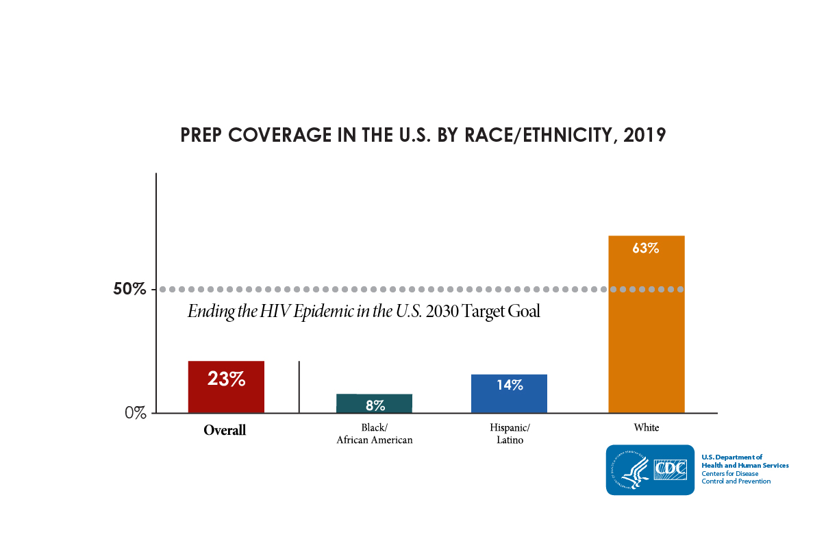 PREP COVERAGE IN THE U.S. BY RACE/ETHNICITY, 2019
63%
50%
Ending the HIV Epidemic in the U.S. 2030 Target Goal
23%
14%
8%
0%
Overall
Black/
African American
Hispanic/
Latino
White
CDC
U.S. Department of
Health and Human Services
Centers for Disease
Control and Prevention